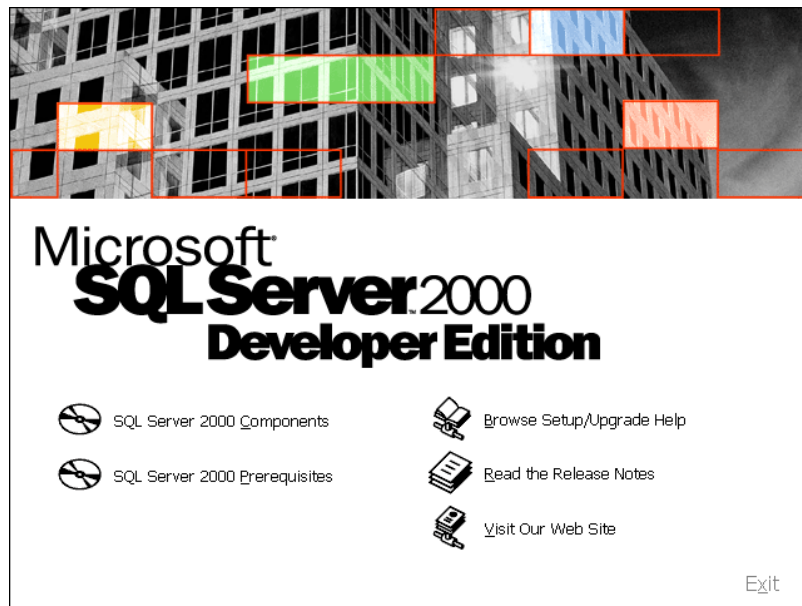 Microsoft®
SQL Server™ 2000
Developer Edition
SQL Server 2000 Components
SQL Server 2000 Prerequisites
Browse Setup/Upgrade Help
Read the Release Notes
Visit Our Web Site
Exit